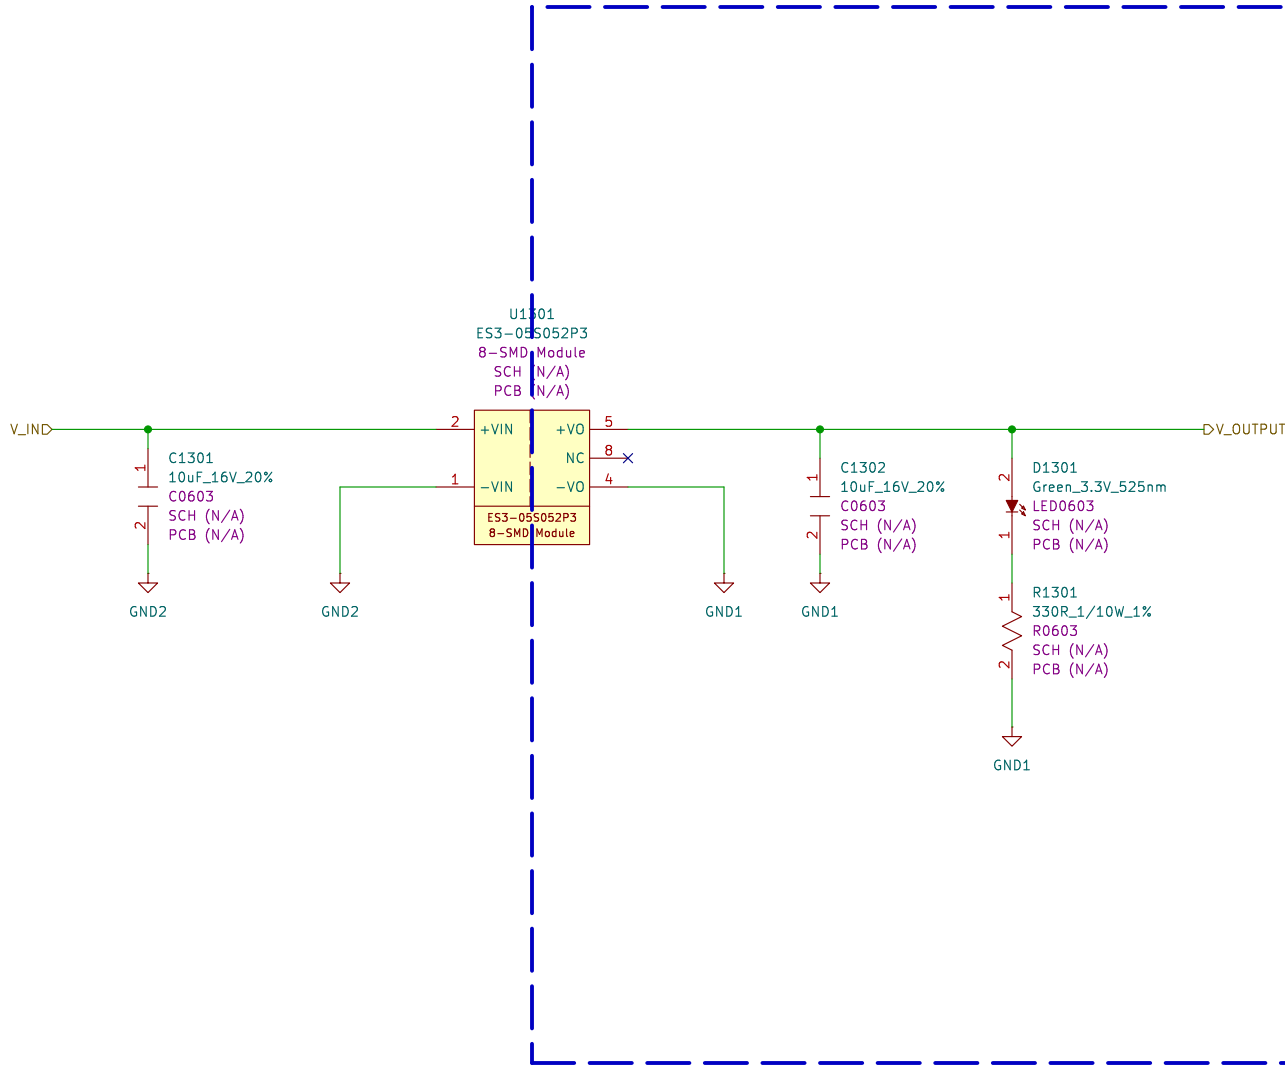 U1301
ES3-05S052P3
8-SMD Module
SCH (N/A)
PCB (N/A)
V_IN
2
+VIN
1
-VIN
+VO
5
NC
8
-VO
4
ES3-05S052P3
8-SMD Module
V_OUTPUT
1
2
C1301
10uF_16V_20%
C0603
SCH (N/A)
PCB (N/A)
GND2
GND2
GND1
1
2
C1302
10uF_16V_20%
C0603
SCH (N/A)
PCB (N/A)
GND1
2
1
D1301
Green_3.3V_525nm
LED0603
SCH (N/A)
PCB (N/A)
1
2
R1301
330R_1/10W_1%
R0603
SCH (N/A)
PCB (N/A)
GND1